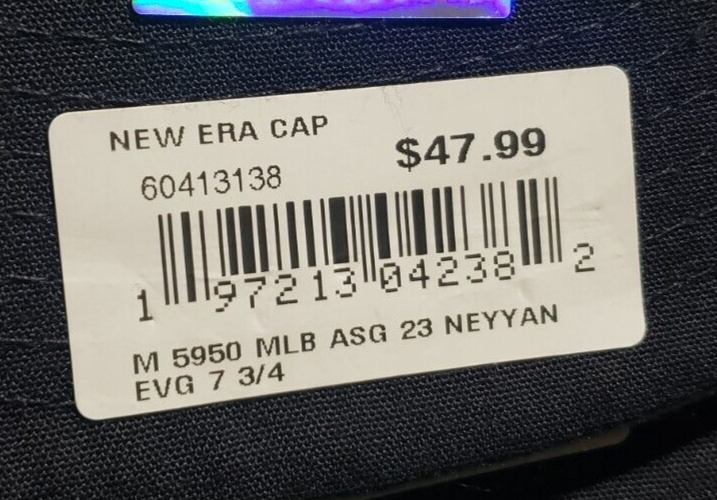 NEW ERA CAP
$47.99
60413138
1 97213 04238 2
M 5950 MLB ASG 23 NEYYAN
EVG 7 3/4